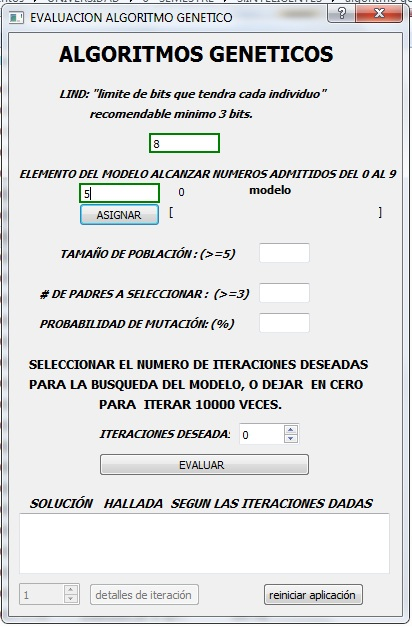 EVALUACION ALGORITMO GENETICO
ALGORITMOS GENETICOS
LIND: "limite de bits que tendra cada individuo"
recomendable minimo 3 bits.
8
ELEMENTO DEL MODELO ALCANZAR NUMEROS ADMITIDOS DEL 0 AL 9
5 0 modelo
ASIGNAR [ ]
TAMAÑO DE POBLACIÓN : (>=5)
# DE PADRES A SELECCIONAR : (>=3)
PROBABILIDAD DE MUTACIÓN: (%)
SELECCIONAR EL NUMERO DE ITERACIONES DESEADAS
PARA LA BUSQUEDA DEL MODELO, O DEJAR EN CERO
PARA ITERAR 10000 VECES.
ITERACIONES DESEADA: 0
EVALUAR
SOLUCIÓN HALLADA SEGUN LAS ITERACIONES DADAS
1 detalles de iteración reiniciar aplicación